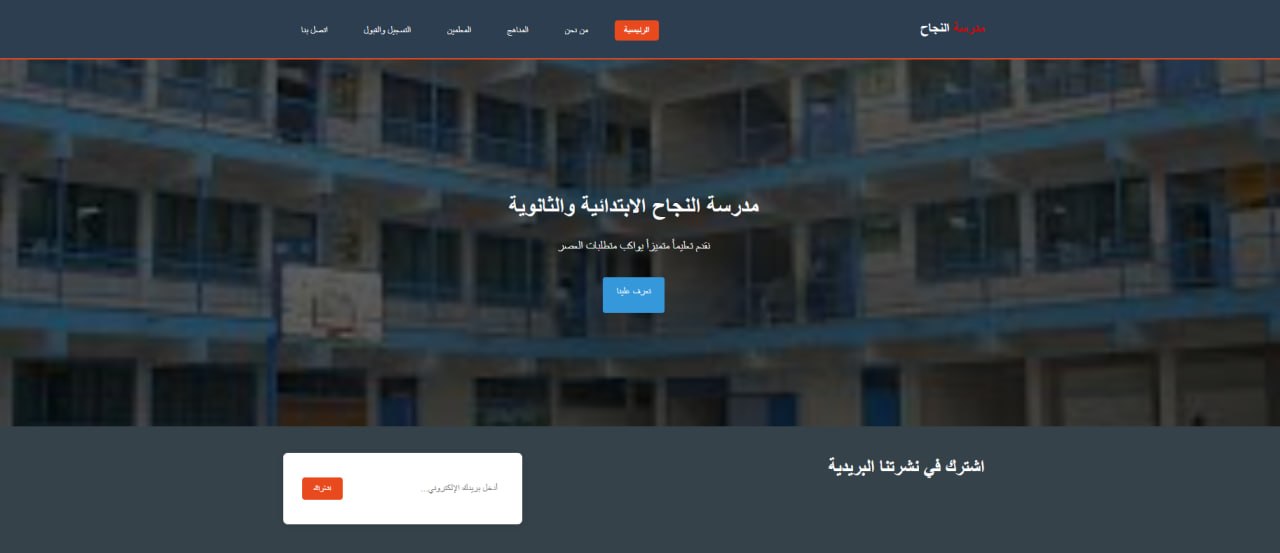 مدرسة النجاح
الرئيسية
من نحن
المناهج
المعلمين
التسجيل والقبول
اتصل بنا
مدرسة النجاح الابتدائية والثانوية
نقدم تعليماً متميزاً يواكب متطلبات العصر
تعرف علينا
اشترك في نشرتنا البريدية
أدخل بريدك الإلكتروني...
اشتراك